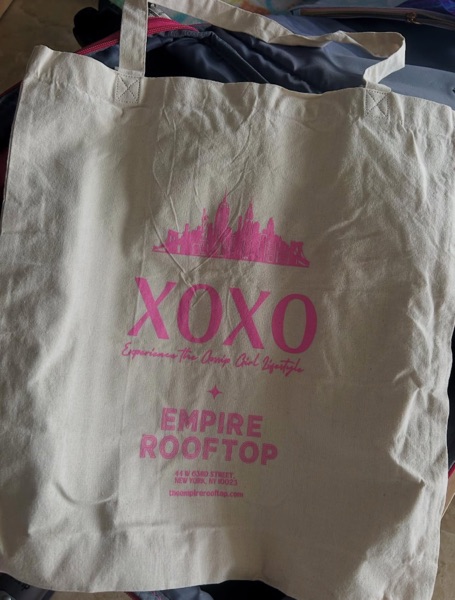 XOXO
Experience the Gossip Girl Lifestyle
EMPIRE
ROOFTOP
44 W 63RD STREET,
NEW YORK, NY 10023
theempirerooftop.com